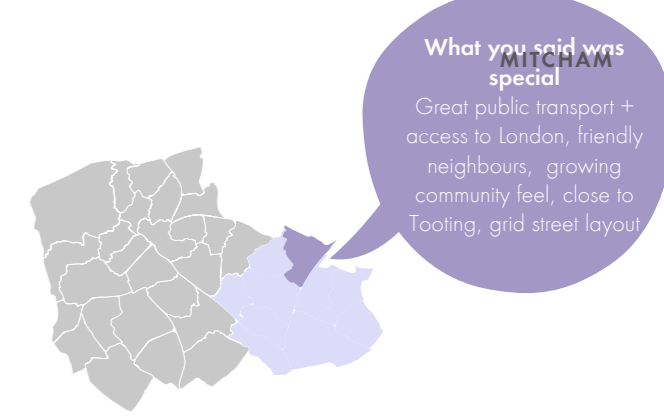 What you said was
MITCHAM
special
Great public transport +
access to London, friendly
neighbours, growing
community feel, close to
Tooting, grid street layout